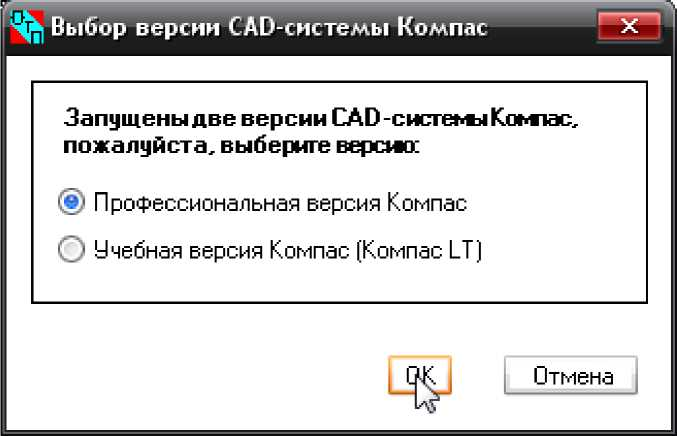 ОТП
Выбор версии CAD-системы Компас
Запущены две версии CAD-системы Компас,
пожалуйста, выберите версию:
Профессиональная версия Компас
Учебная версия Компас (Компас LT)
OK
Отмена